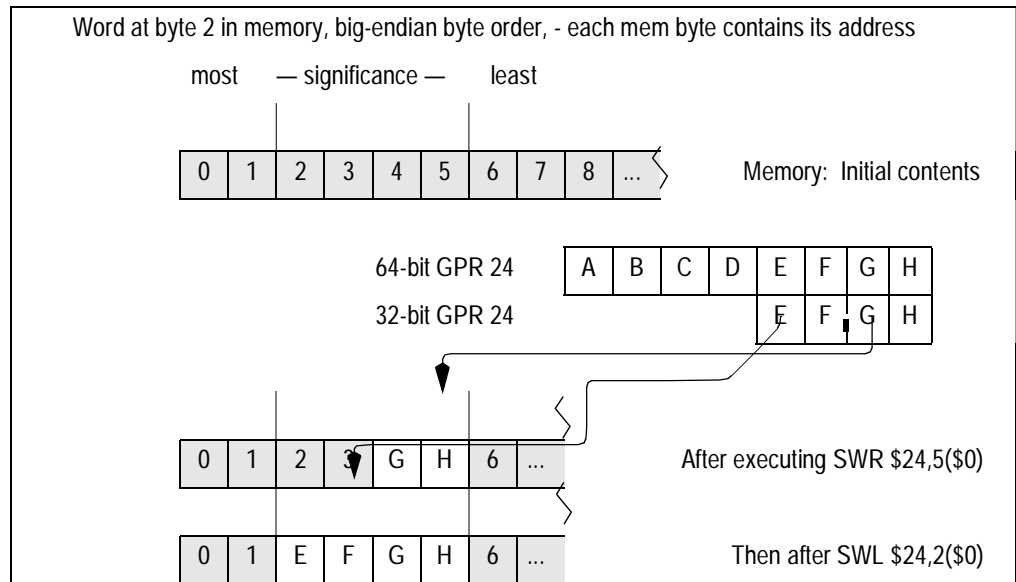 Word at byte 2 in memory, big-endian byte order, - each mem byte contains its address
most — significance — least
0 1 2 3 4 5 6 7 8 ... Memory: Initial contents
64-bit GPR 24 A B C D E F G H
32-bit GPR 24 E F G H
0 1 2 3 G H 6 ... After executing SWR $24,5($0)
0 1 E F G H 6 ... Then after SWL $24,2($0)